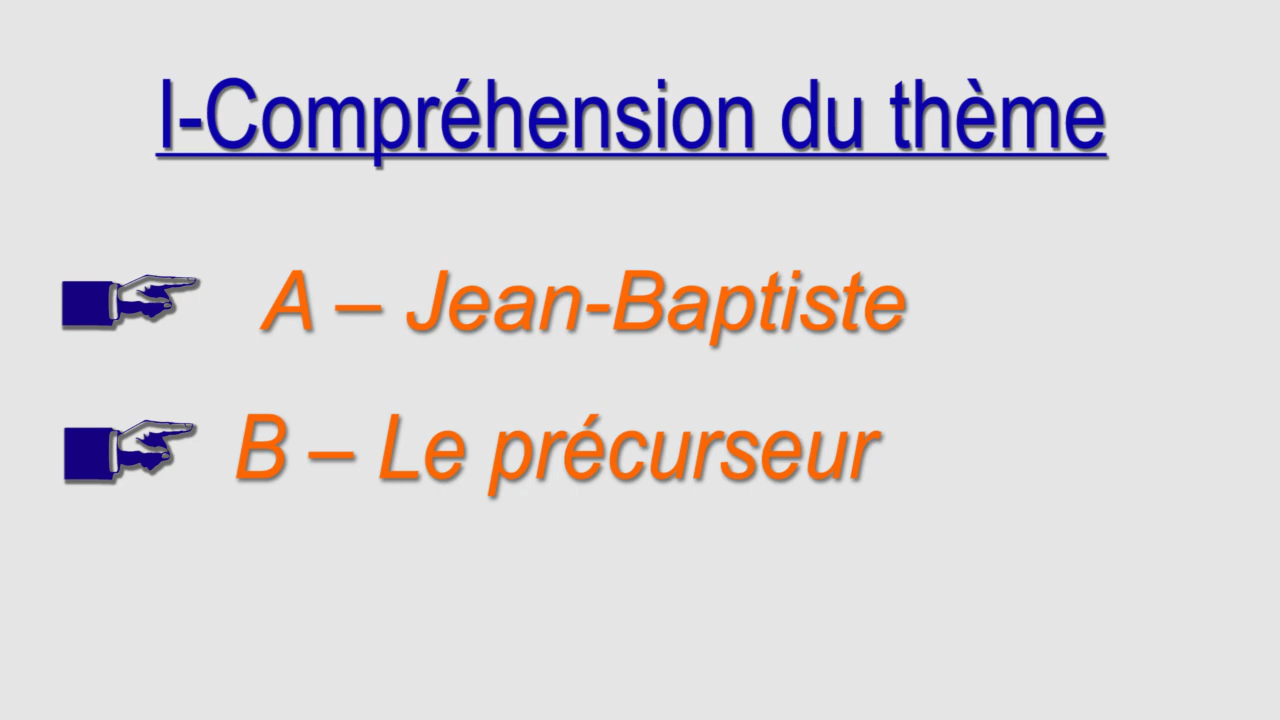 I-Compréhension du thème
A – Jean-Baptiste
B – Le précurseur